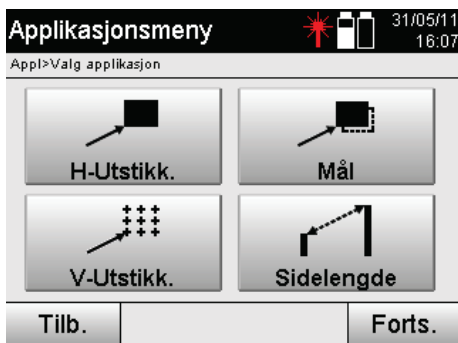 Applikasjonsmeny
31/05/11
16:07
Appl>Valg applikasjon
H-Utstikk.
Mål
V-Utstikk.
Sidelengde
Tilb.
Forts.